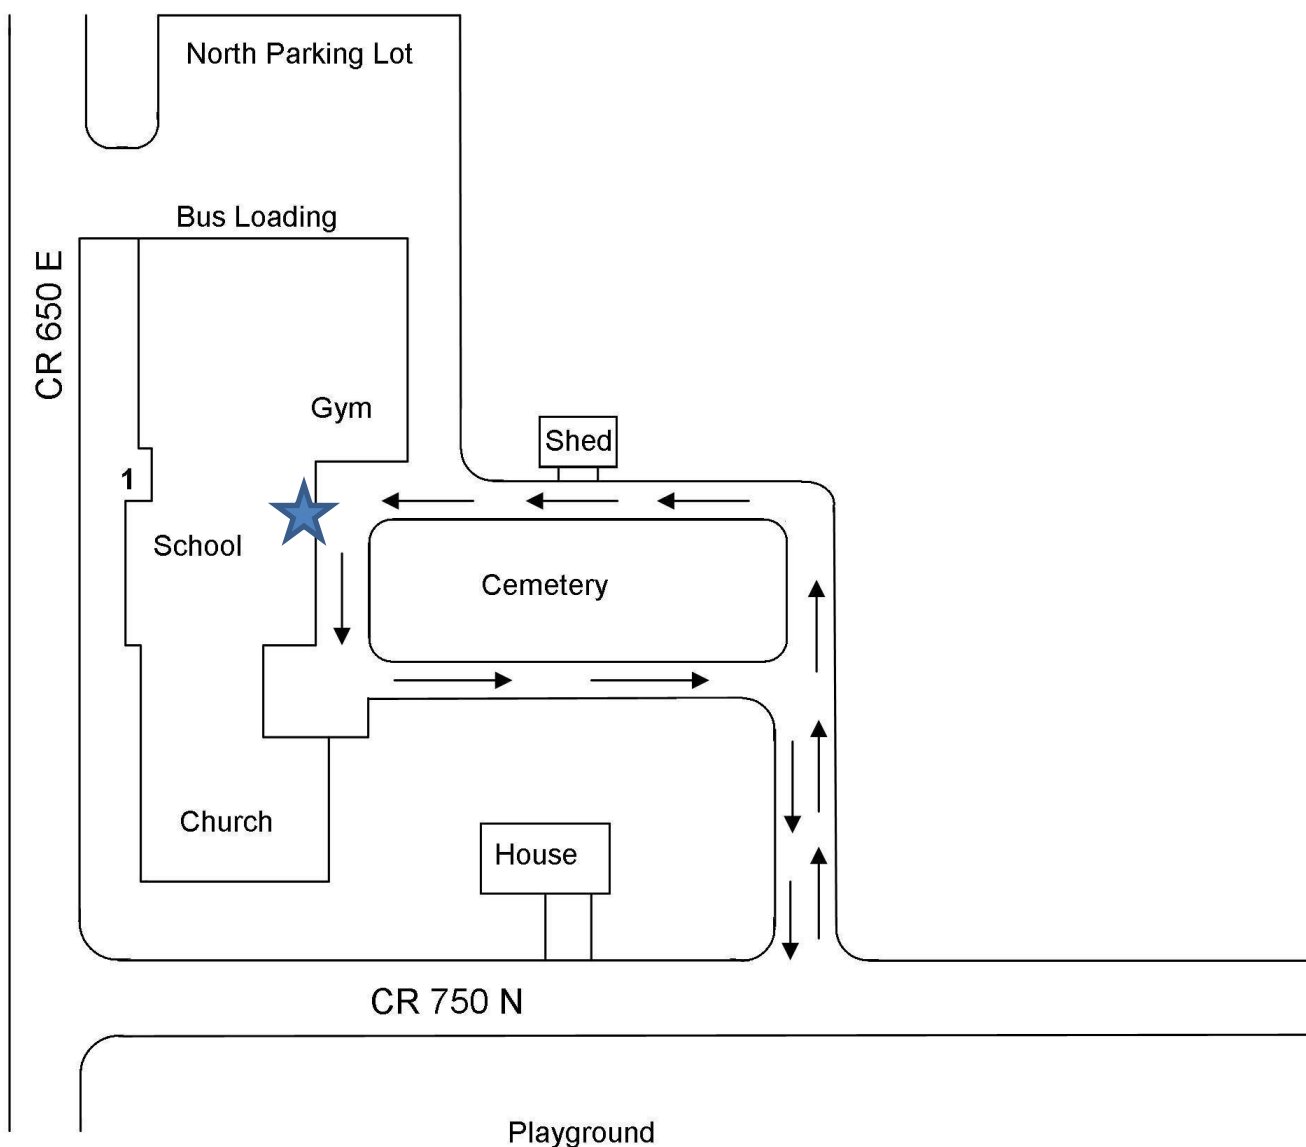 North Parking Lot
Bus Loading
CR 650 E
Gym
Shed
1
School
Cemetery
Church
House
CR 750 N
Playground